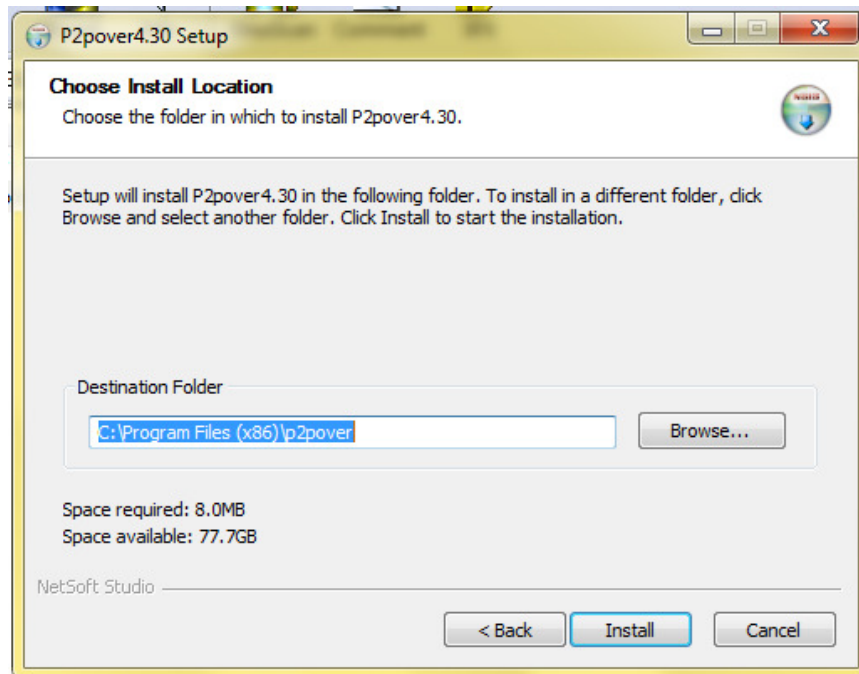 P2pover4.30 Setup
Choose Install Location
Choose the folder in which to install P2pover4.30.
Setup will install P2pover4.30 in the following folder. To install in a different folder, click
Browse and select another folder. Click Install to start the installation.
Destination Folder
C:\Program Files (x86)\p2pover
Browse...
Space required: 8.0MB
Space available: 77.7GB
NetSoft Studio
< Back
Install
Cancel